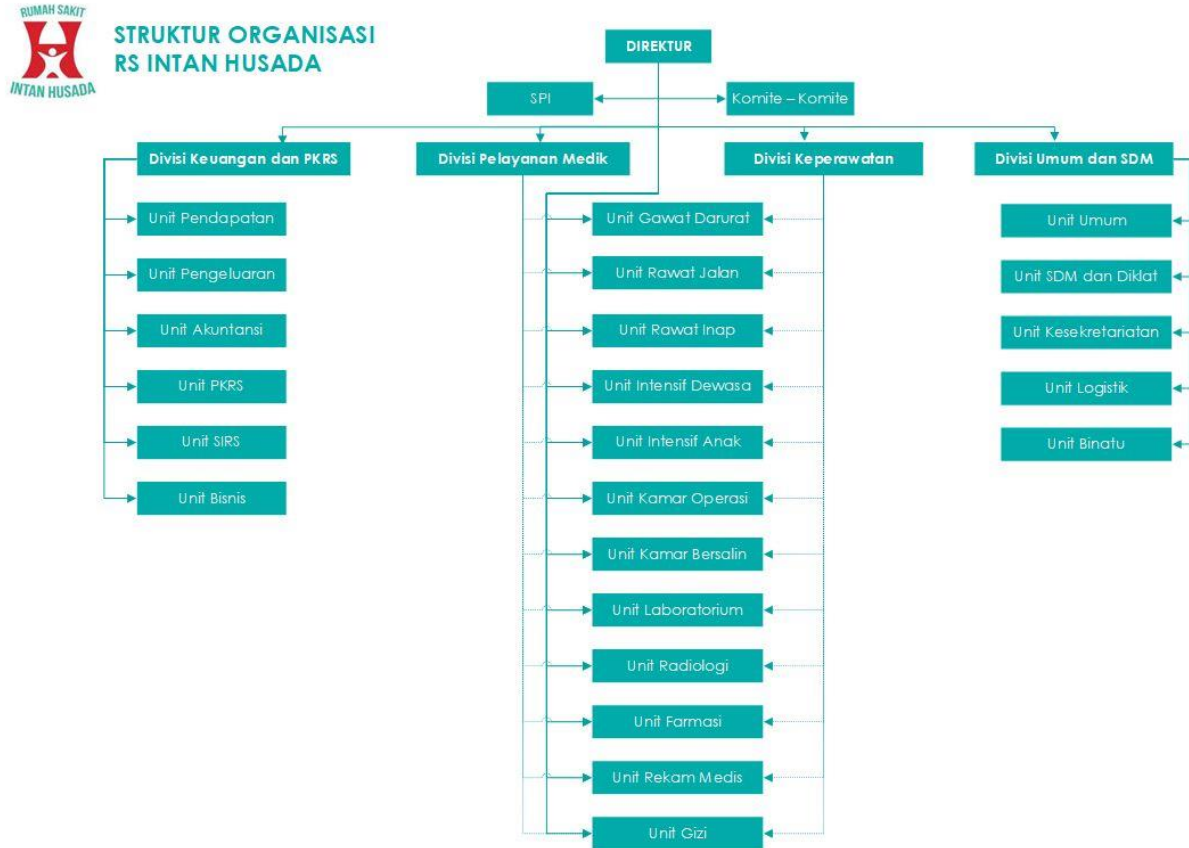 RUMAH SAKIT
INTAN HUSADA
STRUKTUR ORGANISASI
RS INTAN HUSADA
DIREKTUR
SPI
Komite – Komite
Divisi Keuangan dan PKRS
Divisi Pelayanan Medik
Divisi Keperawatan
Divisi Umum dan SDM
Unit Pendapatan
Unit Pengeluaran
Unit Akuntansi
Unit PKRS
Unit SIRS
Unit Bisnis
Unit Gawat Darurat
Unit Rawat Jalan
Unit Rawat Inap
Unit Intensif Dewasa
Unit Intensif Anak
Unit Kamar Operasi
Unit Kamar Bersalin
Unit Laboratorium
Unit Radiologi
Unit Farmasi
Unit Rekam Medis
Unit Gizi
Unit Umum
Unit SDM dan Diklat
Unit Kesekretariatan
Unit Logistik
Unit Binatu